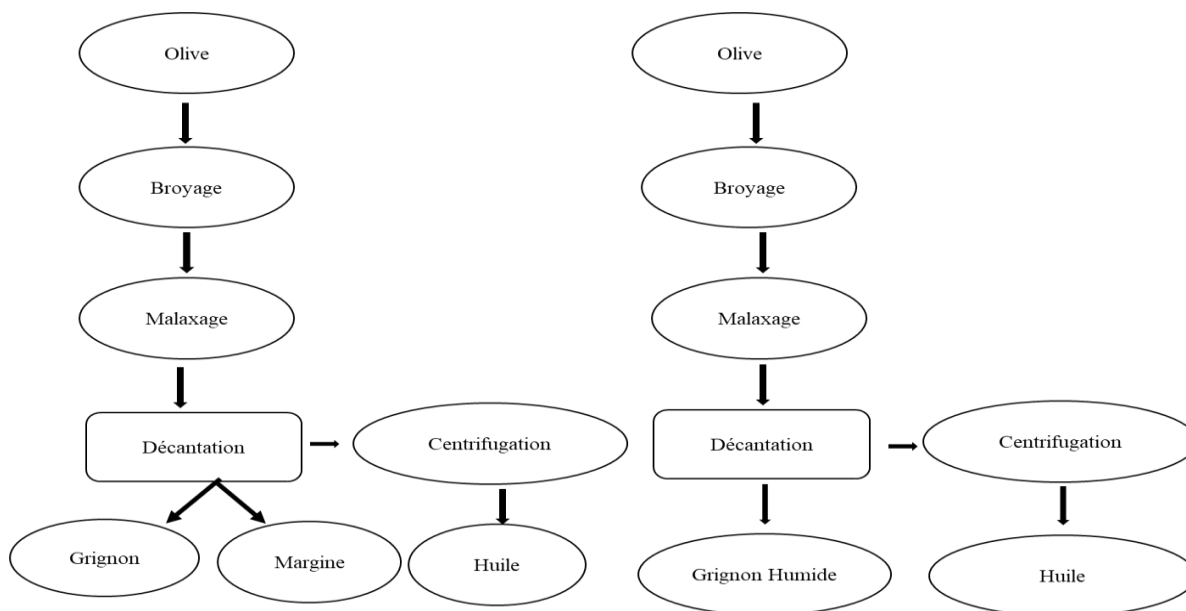 Olive
Broyage
Malaxage
Décantation
Centrifugation
Grignon
Margine
Huile
Olive
Broyage
Malaxage
Décantation
Centrifugation
Grignon Humide
Huile